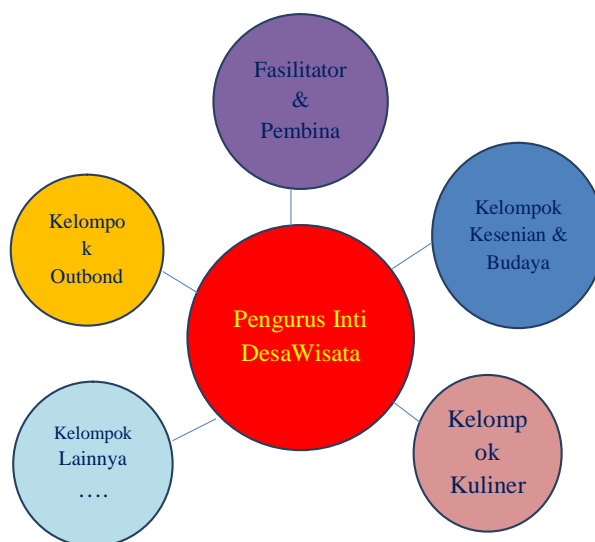 Fasilitator
&
Pembina
Kelompok
Kesenian &
Budaya
Kelompo
k
Outbond
Pengurus Inti
DesaWisata
Kelompok
Lainnya
….
Kelomp
ok
Kuliner